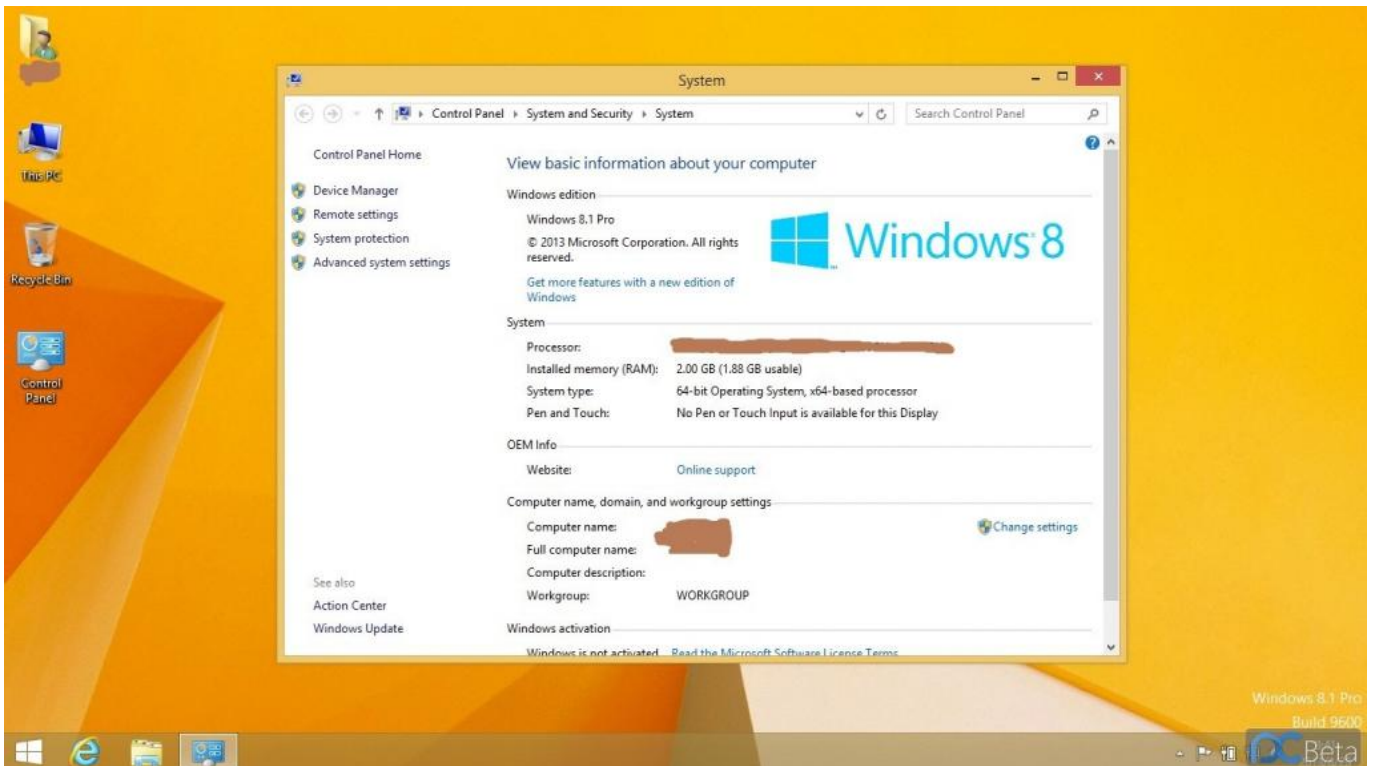 System
Control Panel System and Security System
Search Control Panel
This PC
Recycle Bin
Control
Panel
Control Panel Home
Device Manager
Remote settings
System protection
Advanced system settings
See also
Action Center
Windows Update
View basic information about your computer
Windows edition
Windows 8.1 Pro
© 2013 Microsoft Corporation. All rights
reserved.
Get more features with a new edition of
Windows
Windows 8
System
Processor:
Installed memory (RAM): 2.00 GB (1.88 GB usable)
System type: 64-bit Operating System, x64-based processor
Pen and Touch: No Pen or Touch Input is available for this Display
OEM Info
Website: Online support
Computer name, domain, and workgroup settings
Computer name:
Change settings
Full computer name:
Computer description:
Workgroup: WORKGROUP
Windows activation
Windows is not activated. Read the Microsoft Software License Terms
Windows 8.1 Pro
Build 9600
Beta